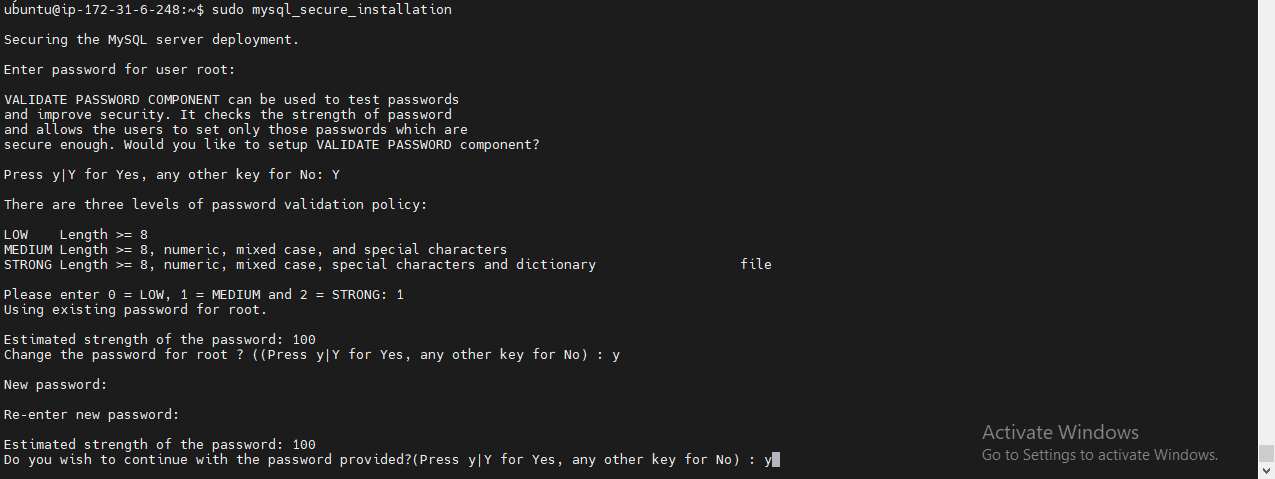 ubuntu@ip-172-31-6-248:~$ sudo mysql_secure_installation
Securing the MySQL server deployment.
Enter password for user root:
VALIDATE PASSWORD COMPONENT can be used to test passwords
and improve security. It checks the strength of password
and allows the users to set only those passwords which are
secure enough. Would you like to setup VALIDATE PASSWORD component?
Press y|Y for Yes, any other key for No: Y
There are three levels of password validation policy:
LOW    Length >= 8
MEDIUM Length >= 8, numeric, mixed case, and special characters
STRONG Length >= 8, numeric, mixed case, special characters and dictionary                  file
Please enter 0 = LOW, 1 = MEDIUM and 2 = STRONG: 1
Using existing password for root.
Estimated strength of the password: 100
Change the password for root ? ((Press y|Y for Yes, any other key for No) : y
New password:
Re-enter new password:
Estimated strength of the password: 100
Do you wish to continue with the password provided?(Press y|Y for Yes, any other key for No) : y
Activate Windows
Go to Settings to activate Windows.